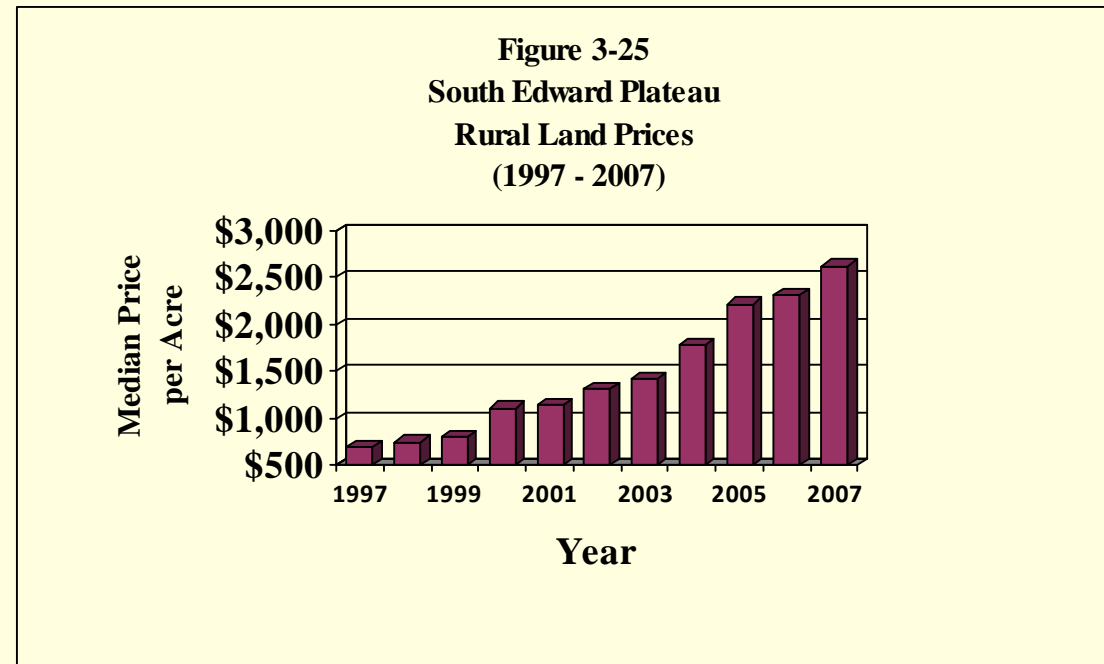 Figure 3-25
South Edward Plateau
Rural Land Prices
(1997 - 2007)
Median Price
per Acre
$3,000
$2,500
$2,000
$1,500
$1,000
$500
1997 1999 2001 2003 2005 2007
Year